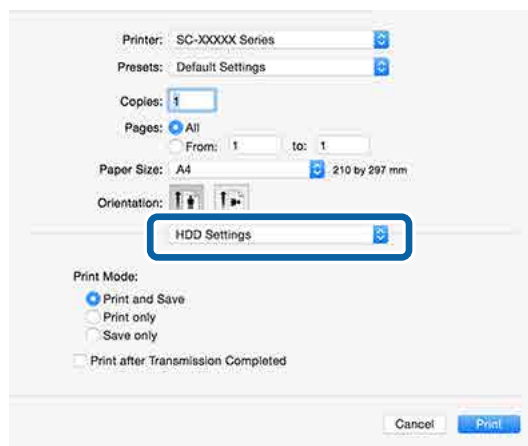 Printer: SC-XXXXX Series
Presets: Default Settings
Copies: 1
Pages: All
From: 1 to: 1
Paper Size: A4 210 by 297 mm
Orientation:
HDD Settings
Print Mode:
Print and Save
Print only
Save only
Print after Transmission Completed
Cancel Print